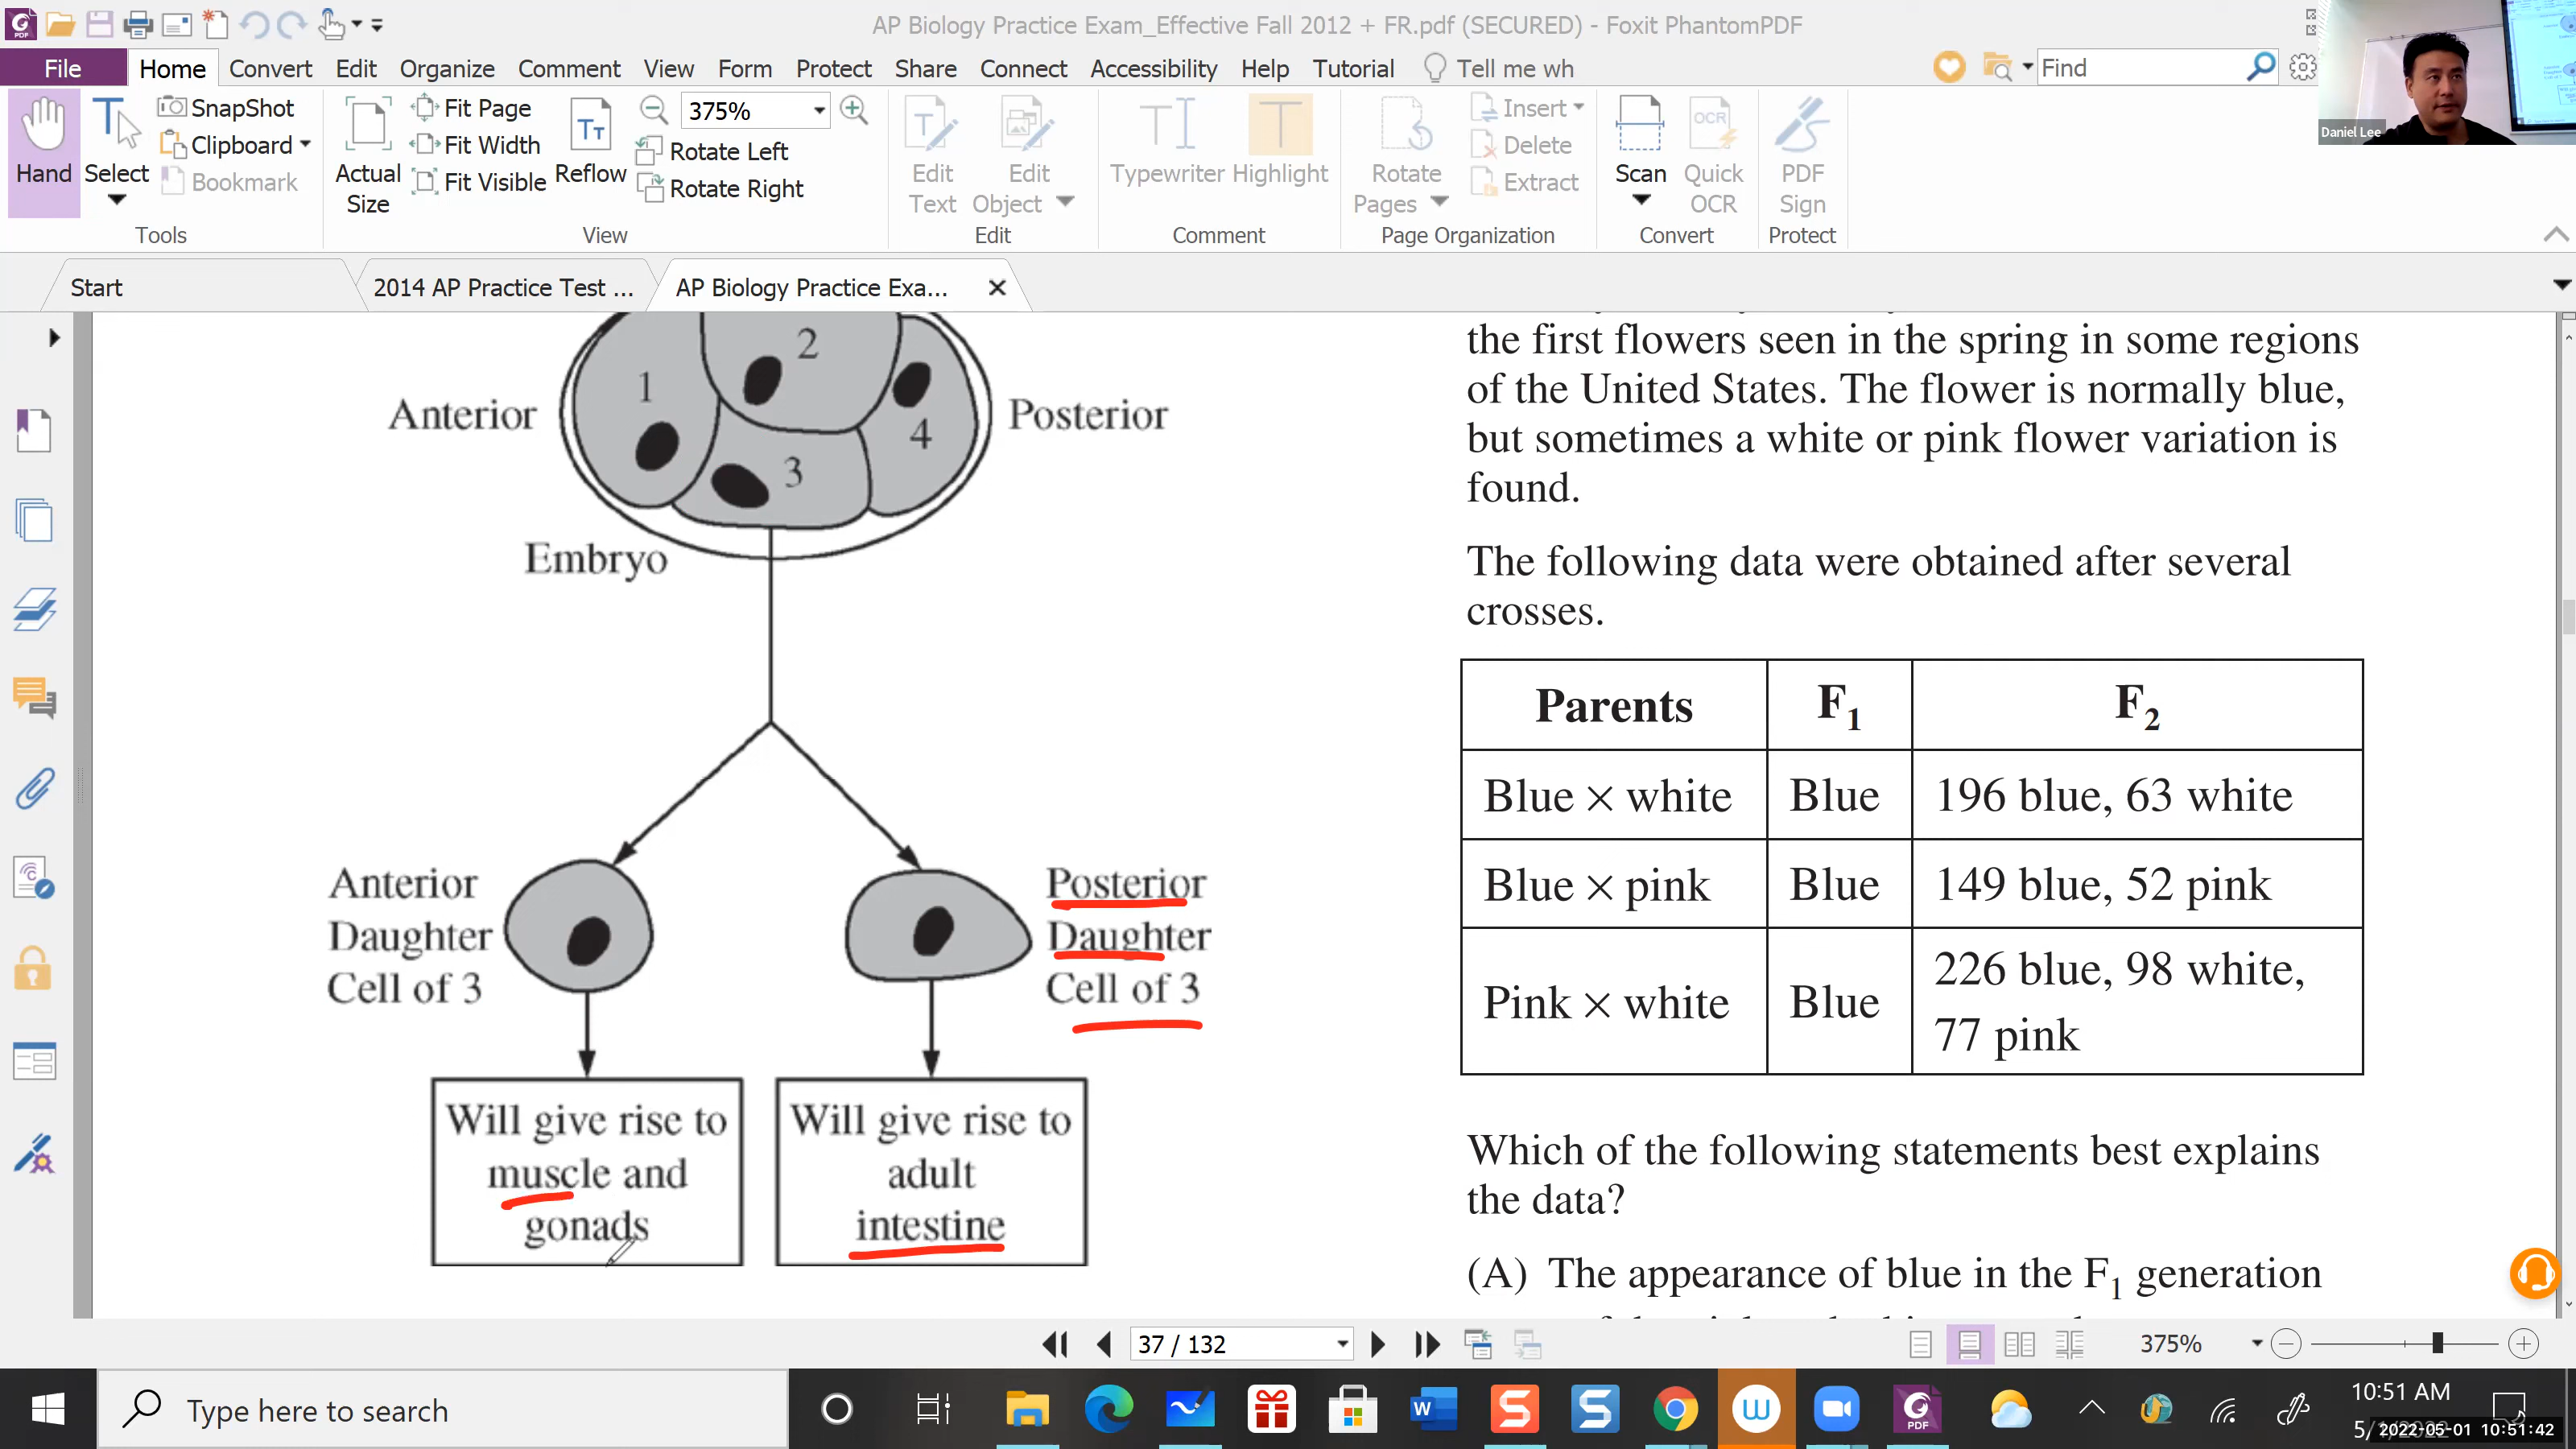 AP Biology Practice Exam_Effective Fall 2012 + FR.pdf (SECURED) - Foxit PhantomPDF
File Home Convert Edit Organize Comment View Form Protect Share Connect Accessibility Help Tutorial Tell me wh Find
Daniel Lee
Hand
Select
SnapShot
Clipboard
Bookmark
Tools
Actual
Size
Fit Page
Fit Width
Fit Visible
Reflow
375%
Rotate Left
Rotate Right
View
Edit
Text
Edit
Object
Edit
Typewriter
Highlight
Comment
Rotate
Pages
Insert
Delete
Extract
Page Organization
Scan
Quick
OCR
Convert
PDF
Sign
Protect
Start
2014 AP Practice Test ...
AP Biology Practice Exa...
1
2
3
4
Anterior
Posterior
Embryo
Anterior
Daughter
Cell of 3
Posterior
Daughter
Cell of 3
Will give rise to
muscle and
gonads
Will give rise to
adult
intestine
the first flowers seen in the spring in some regions
of the United States. The flower is normally blue,
but sometimes a white or pink flower variation is
found.
The following data were obtained after several
crosses.
Parents F1 F2
Blue × white Blue 196 blue, 63 white
Blue × pink Blue 149 blue, 52 pink
Pink × white Blue 226 blue, 98 white,
77 pink
Which of the following statements best explains
the data?
(A) The appearance of blue in the F1 generation
37 / 132
375%
Type here to search
10:51 AM
2022-05-01 10:51:42